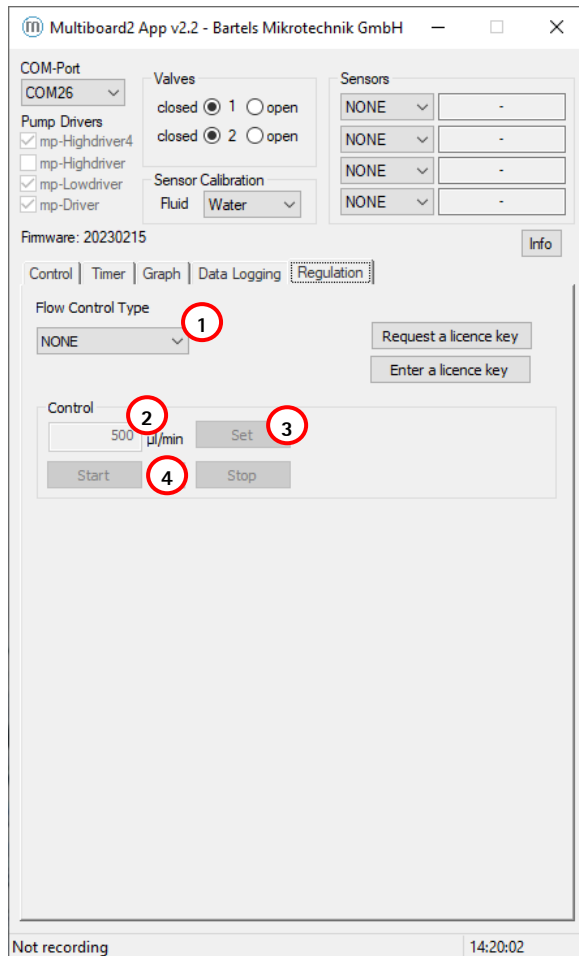 Multiboard2 App v2.2 - Bartels Mikrotechnik GmbH
COM-Port
COM26
Pump Drivers
mp-Highdriver4
mp-Highdriver
mp-Lowdriver
mp-Driver
Valves
closed 1 open
closed 2 open
Sensor Calibration
Fluid Water
Sensors
NONE -
NONE -
NONE -
NONE -
Firmware: 20230215
Info
Control Timer Graph Data Logging Regulation
Flow Control Type
1
NONE
Request a licence key
Enter a licence key
Control
2
500 µl/min Set 3
Start 4 Stop
Not recording 14:20:02